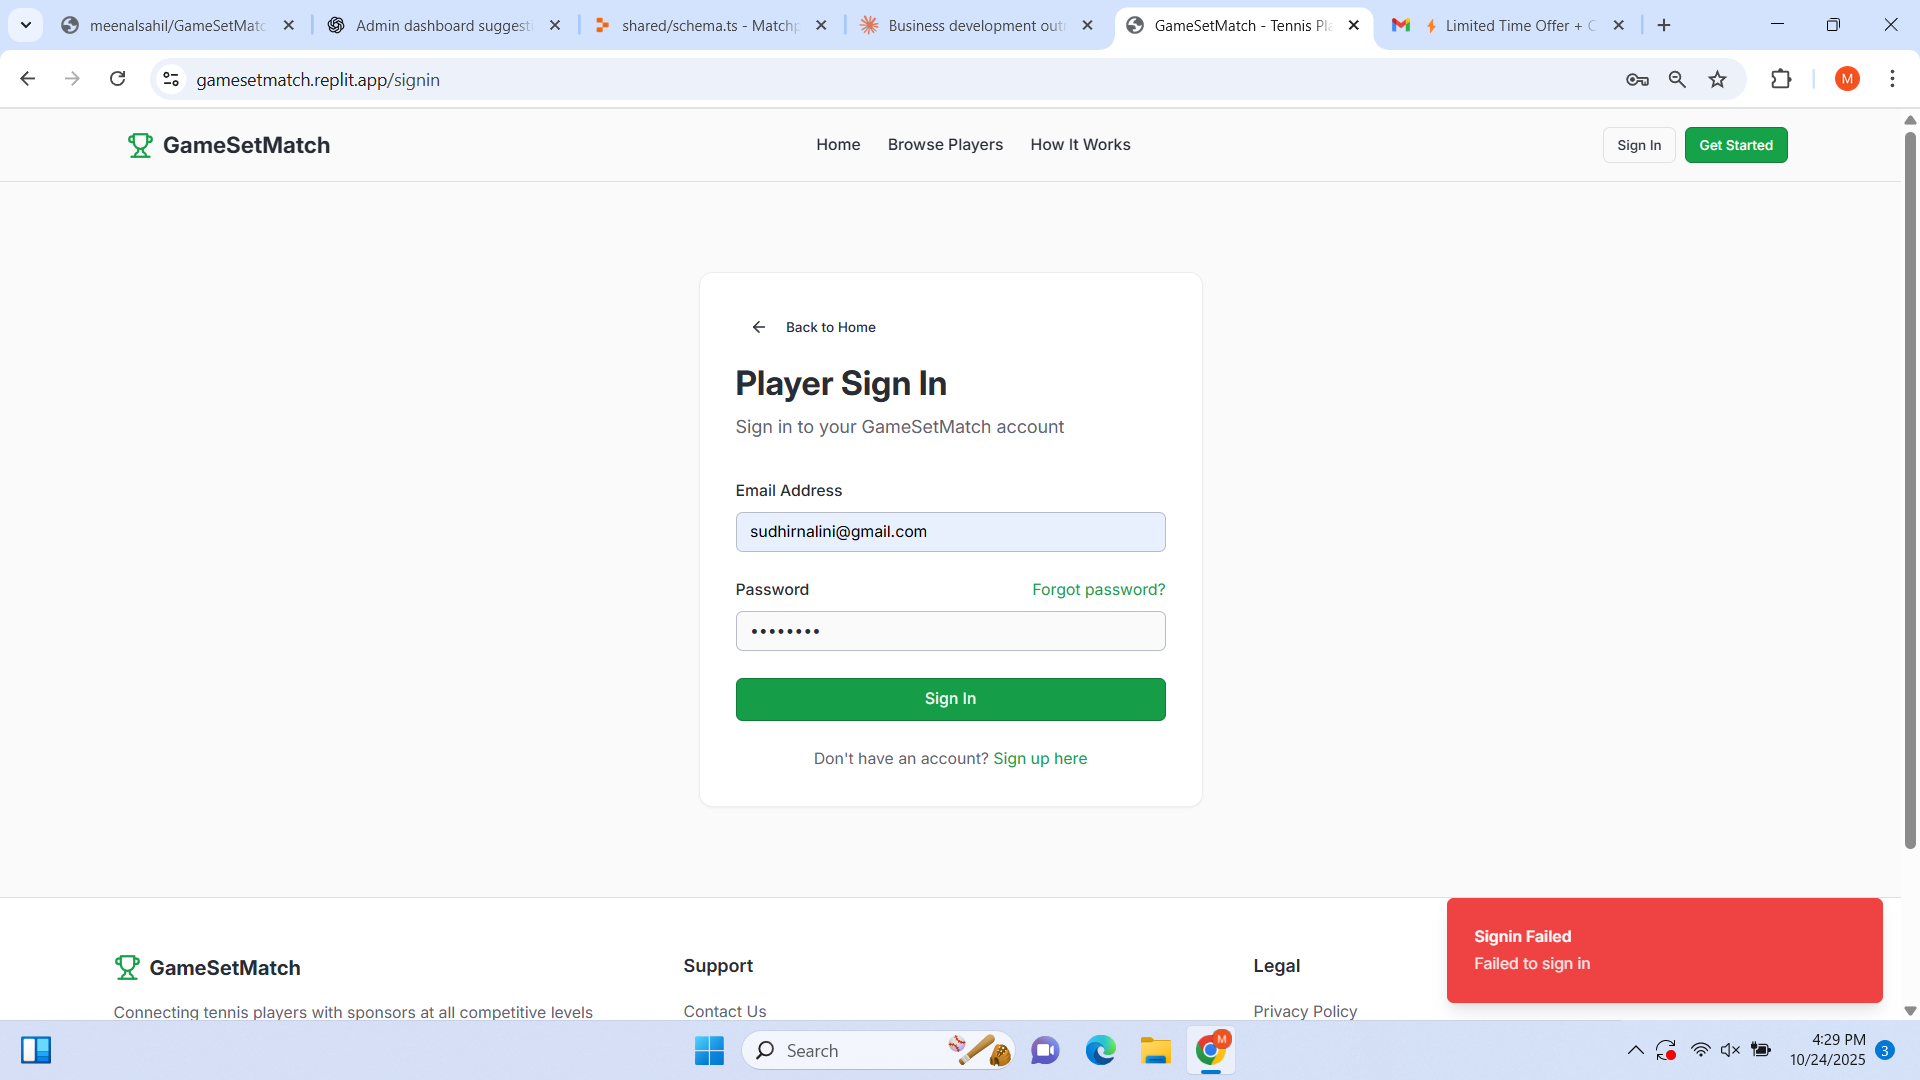 meenalsahil/GameSetMatc
Admin dashboard suggesti
shared/schema.ts - Matchp
Business development out
GameSetMatch - Tennis Pla
Limited Time Offer + C
gamesetmatch.replit.app/signin
M
GameSetMatch
Home
Browse Players
How It Works
Sign In
Get Started
Back to Home
Player Sign In
Sign in to your GameSetMatch account
Email Address
sudhirnalini@gmail.com
Password
Forgot password?
••••••••
Sign In
Don't have an account? Sign up here
GameSetMatch
Connecting tennis players with sponsors at all competitive levels
Support
Contact Us
Legal
Privacy Policy
Signin Failed
Failed to sign in
Search
M
4:29 PM
10/24/2025
3